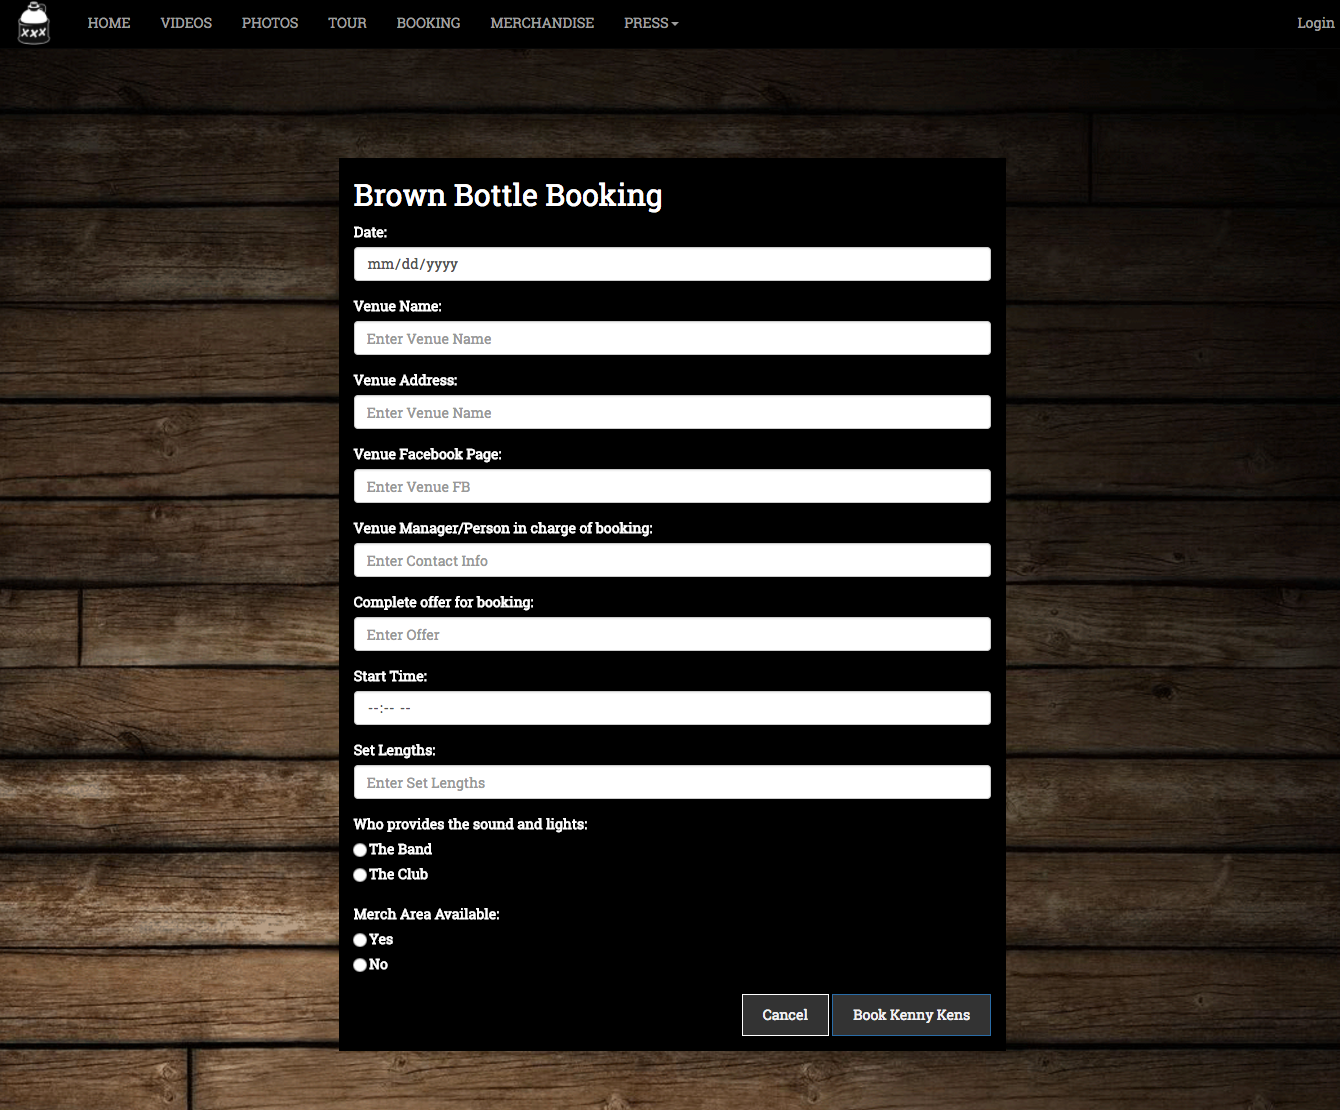 XXX
HOME VIDEOS PHOTOS TOUR BOOKING MERCHANDISE PRESS Login
Brown Bottle Booking
Date:
mm/dd/yyyy
Venue Name:
Enter Venue Name
Venue Address:
Enter Venue Name
Venue Facebook Page:
Enter Venue FB
Venue Manager/Person in charge of booking:
Enter Contact Info
Complete offer for booking:
Enter Offer
Start Time:
--:-- --
Set Lengths:
Enter Set Lengths
Who provides the sound and lights:
The Band
The Club
Merch Area Available:
Yes
No
Cancel Book Kenny Kens